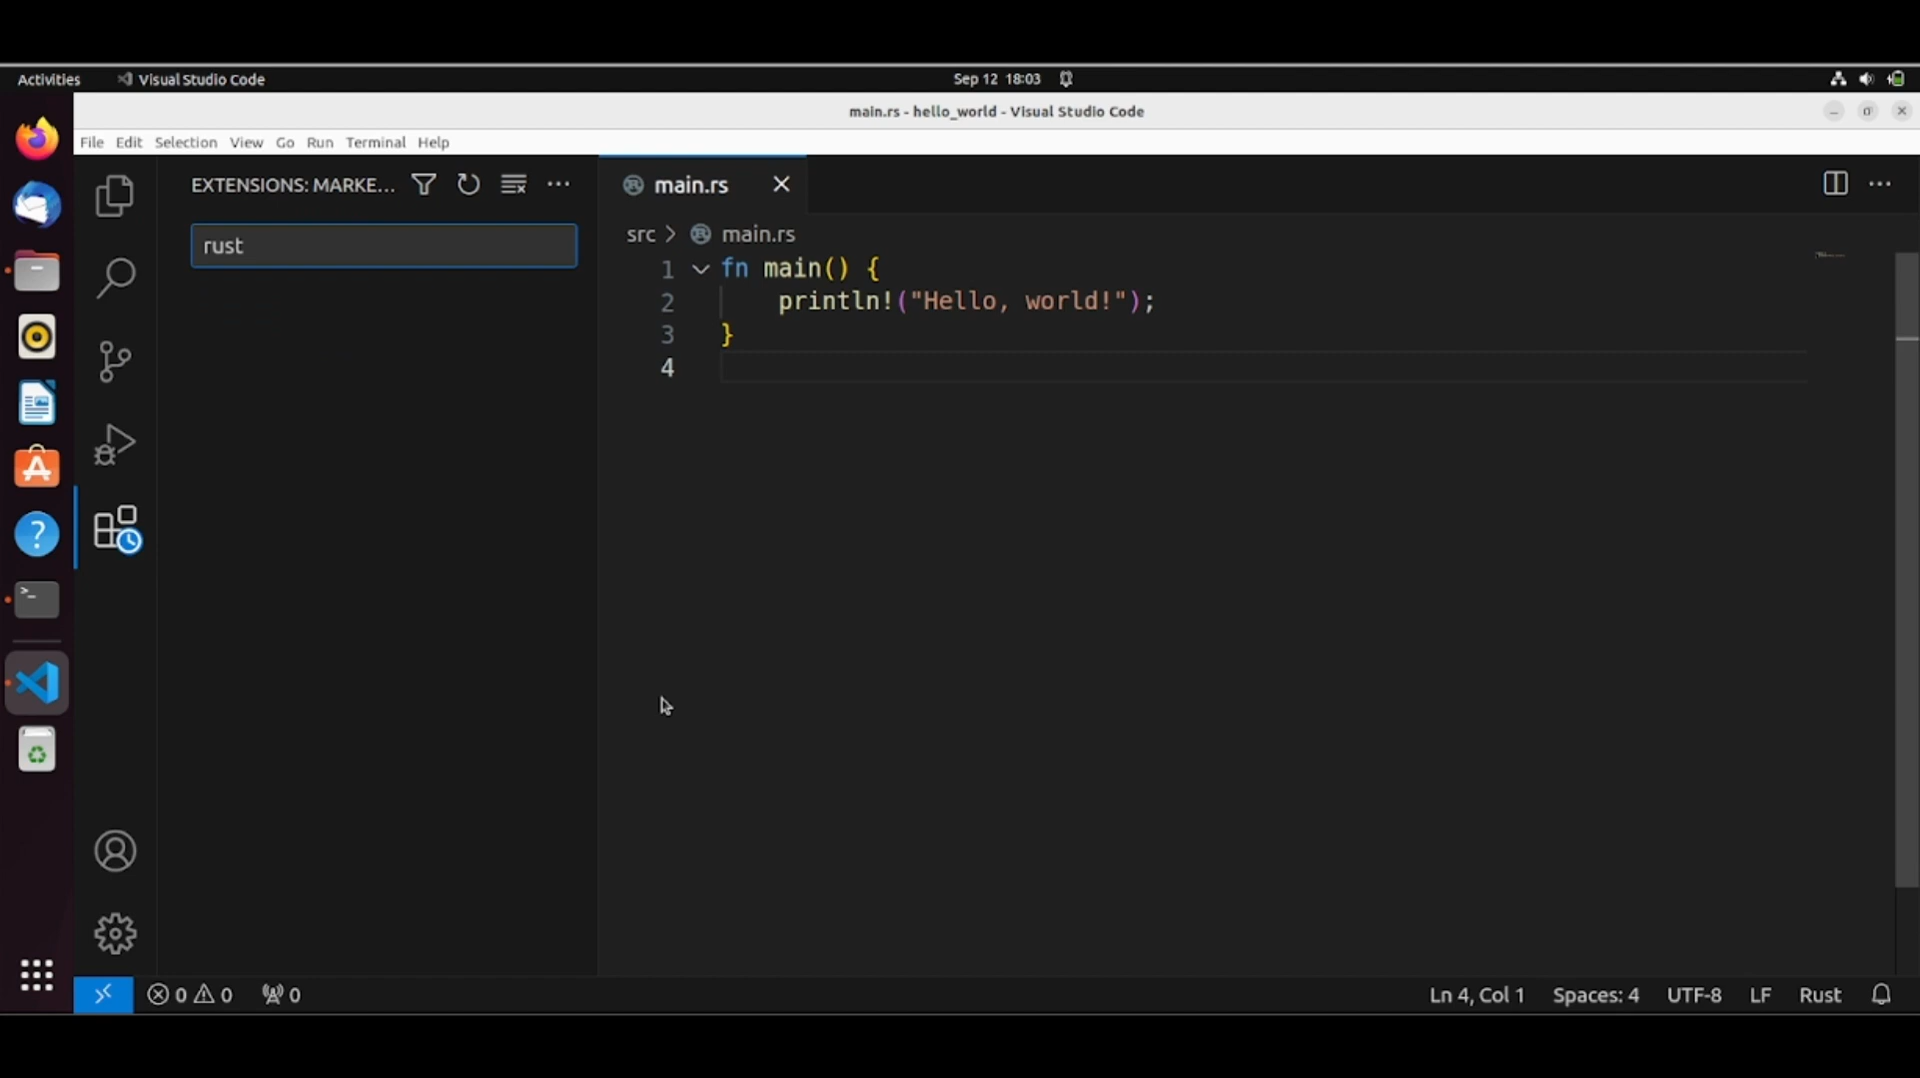 Activities Visual Studio Code Sep 12 18:03
main.rs - hello_world - Visual Studio Code
File Edit Selection View Go Run Terminal Help
EXTENSIONS: MARKE...
rust
main.rs
src > main.rs
1 fn main() {
2 println!("Hello, world!");
3 }
4
0 0 0 Ln 4, Col 1 Spaces: 4 UTF-8 LF Rust